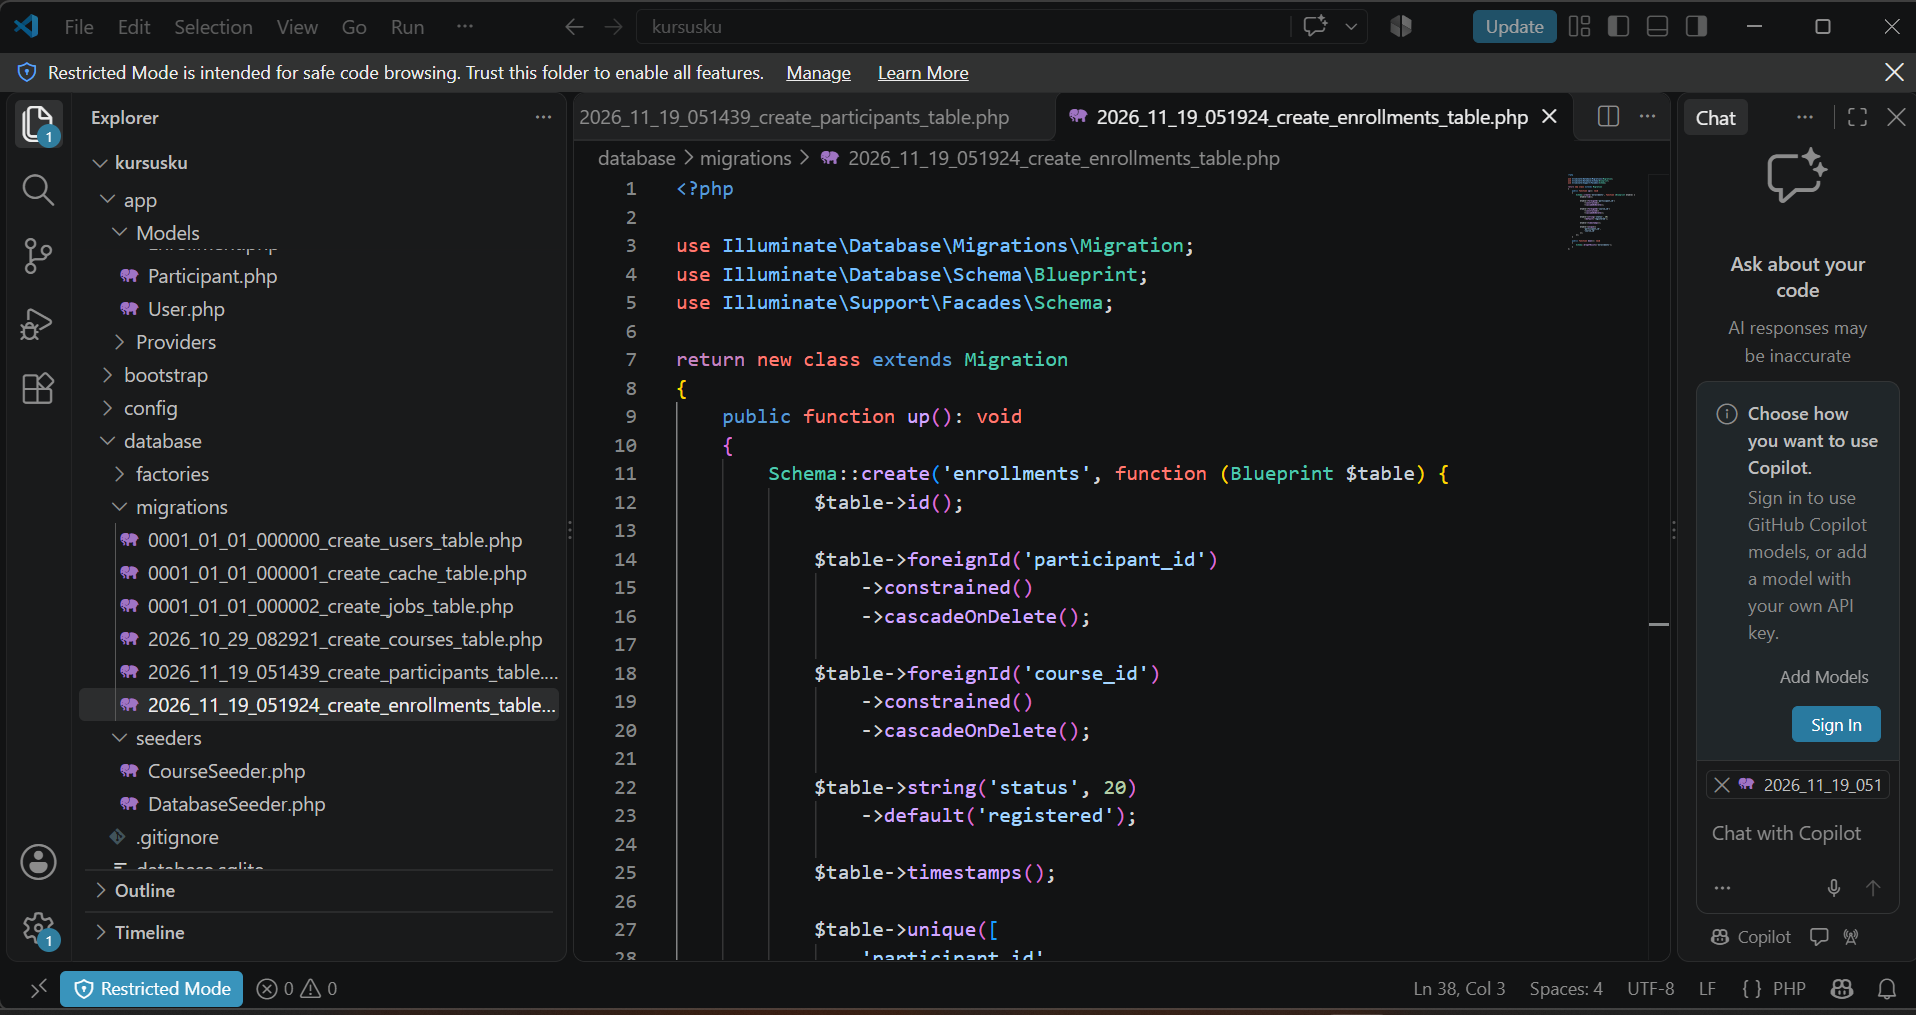 File Edit Selection View Go Run ··· kursusku Update
Restricted Mode is intended for safe code browsing. Trust this folder to enable all features. Manage Learn More
Explorer
kursusku
app
Models
Participant.php
User.php
Providers
bootstrap
config
database
factories
migrations
0001_01_01_000000_create_users_table.php
0001_01_01_000001_create_cache_table.php
0001_01_01_000002_create_jobs_table.php
2026_10_29_082921_create_courses_table.php
2026_11_19_051439_create_participants_table....
2026_11_19_051924_create_enrollments_table...
seeders
CourseSeeder.php
DatabaseSeeder.php
.gitignore
database.sqlite
Outline
Timeline
2026_11_19_051439_create_participants_table.php 2026_11_19_051924_create_enrollments_table.php
database > migrations > 2026_11_19_051924_create_enrollments_table.php
1 <?php
2
3 use Illuminate\Database\Migrations\Migration;
4 use Illuminate\Database\Schema\Blueprint;
5 use Illuminate\Support\Facades\Schema;
6
7 return new class extends Migration
8 {
9 public function up(): void
10 {
11 Schema::create('enrollments', function (Blueprint $table) {
12 $table->id();
13
14 $table->foreignId('participant_id')
15 ->constrained()
16 ->cascadeOnDelete();
17
18 $table->foreignId('course_id')
19 ->constrained()
20 ->cascadeOnDelete();
21
22 $table->string('status', 20)
23 ->default('registered');
24
25 $table->timestamps();
26
27 $table->unique([
28 'participant_id'
Chat
Ask about your
code
AI responses may
be inaccurate
Choose how
you want to use
Copilot.
Sign in to use
GitHub Copilot
models, or add
a model with
your own API
key.
Add Models
Sign In
2026_11_19_051
Chat with Copilot
Copilot
1
1
Restricted Mode 0 0 Ln 38, Col 3 Spaces: 4 UTF-8 LF { } PHP